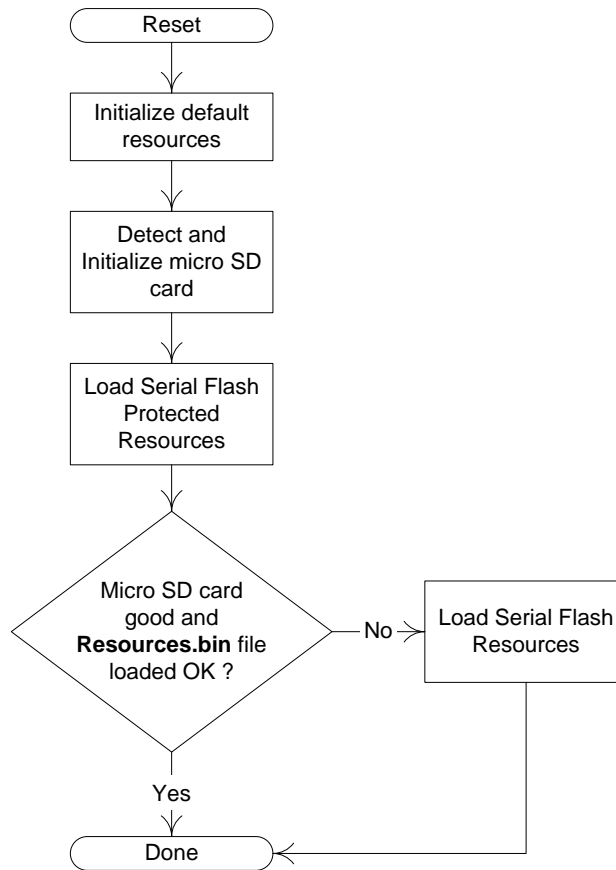 Reset
Initialize default
resources
Detect and
Initialize micro SD
card
Load Serial Flash
Protected
Resources
Micro SD card
good and
Resources.bin file
loaded OK ?
No
Load Serial Flash
Resources
Yes
Done